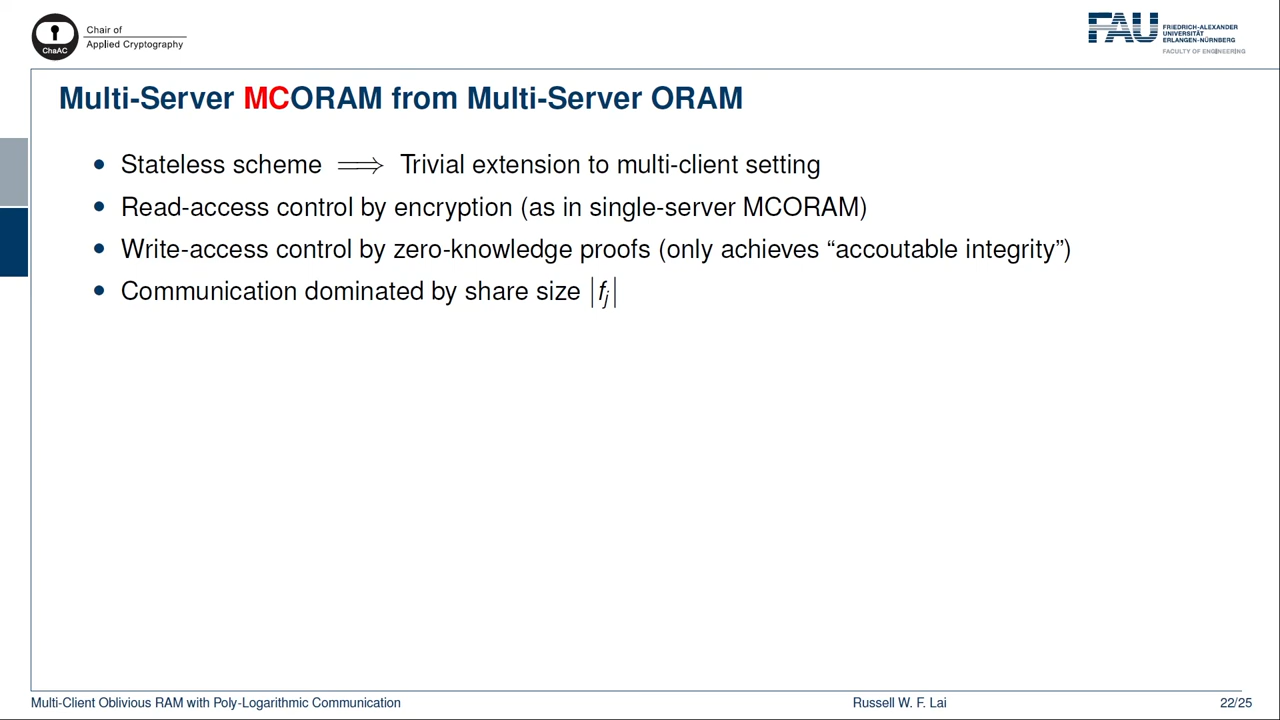 ChaAC
Chair of
Applied Cryptography
FAU
FRIEDRICH-ALEXANDER
UNIVERSITÄT
ERLANGEN-NÜRNBERG
FACULTY OF ENGINEERING
Multi-Server MCORAM from Multi-Server ORAM
• Stateless scheme ⟹ Trivial extension to multi-client setting
• Read-access control by encryption (as in single-server MCORAM)
• Write-access control by zero-knowledge proofs (only achieves “accoutable integrity”)
• Communication dominated by share size |f_j|
Multi-Client Oblivious RAM with Poly-Logarithmic Communication
Russell W. F. Lai
22/25